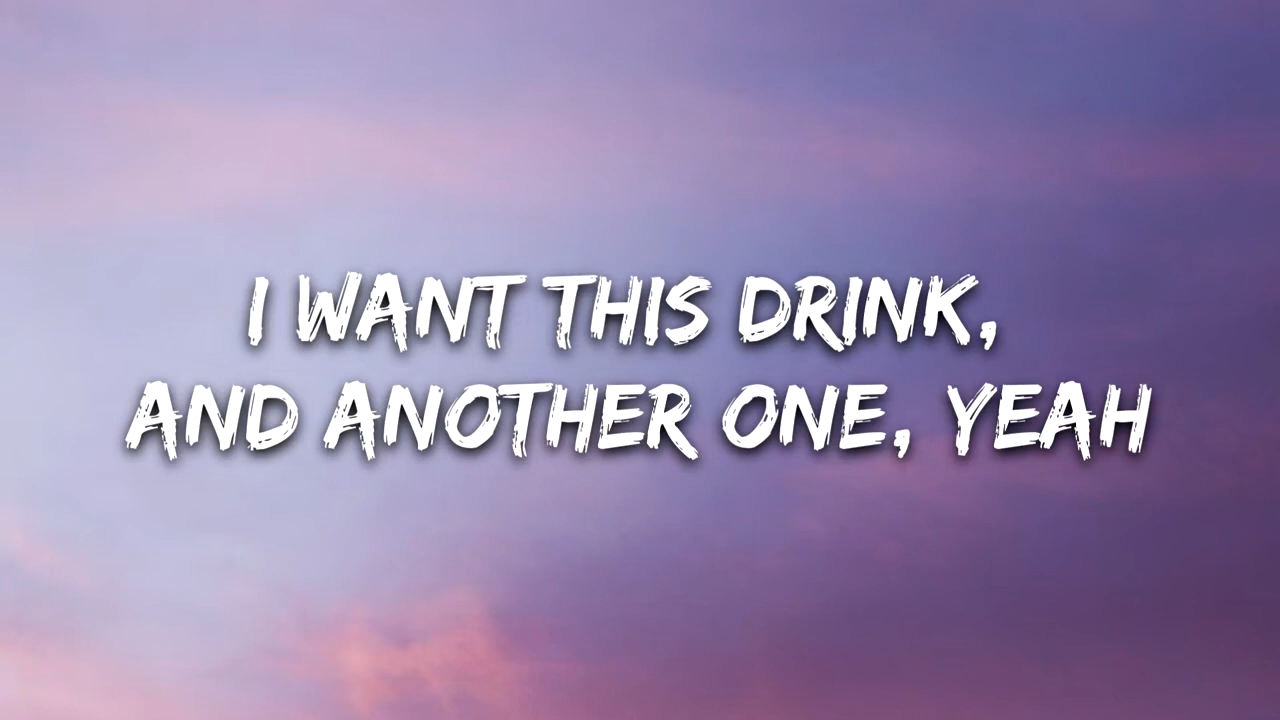 I WANT THIS DRINK,
AND ANOTHER ONE, YEAH